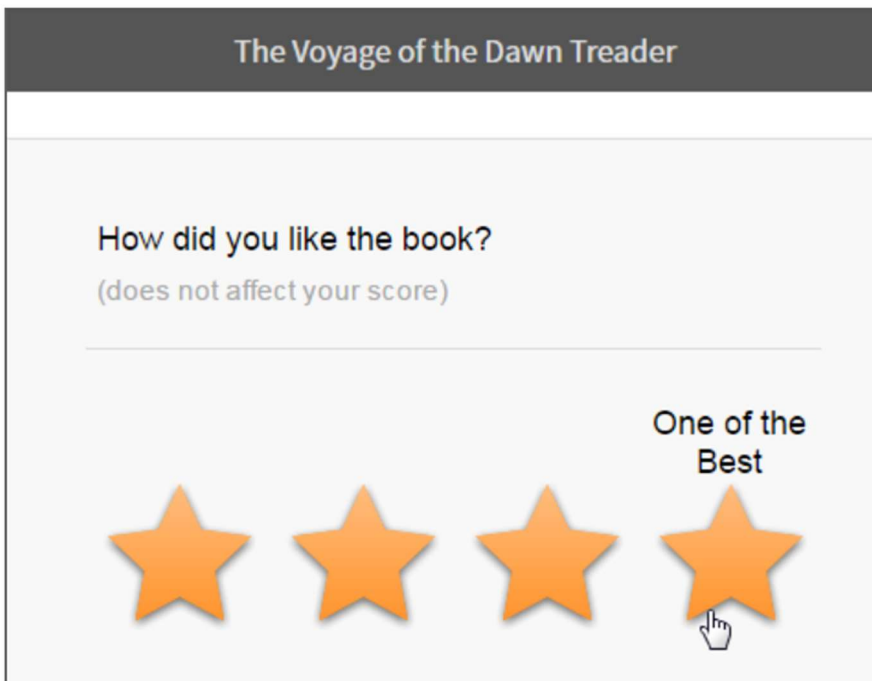 The Voyage of the Dawn Treader
How did you like the book?
(does not affect your score)
One of the
Best